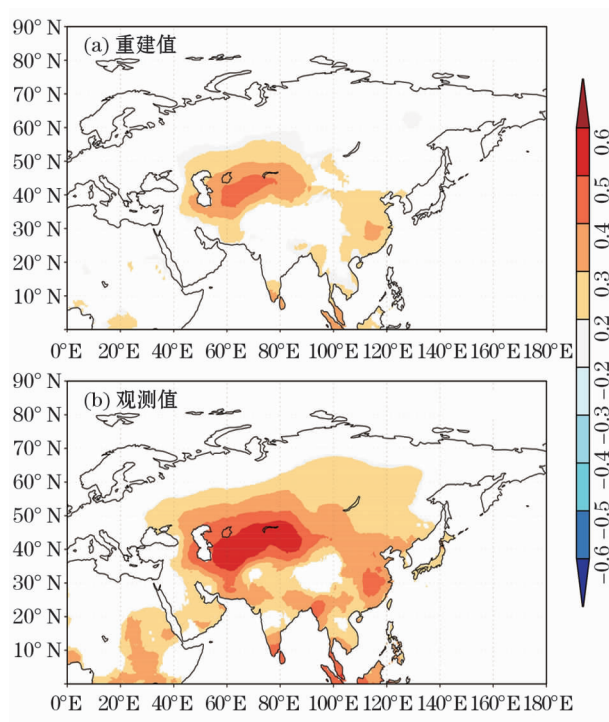 90° N
(a) 重建值
80° N
70° N
60° N
50° N
40° N
30° N
20° N
10° N
0°E 20°E 40°E 60°E 80°E 100°E 120°E 140°E 160°E 180°E
90° N
(b) 观测值
80° N
70° N
60° N
50° N
40° N
30° N
20° N
10° N
0°E 20°E 40°E 60°E 80°E 100°E 120°E 140°E 160°E 180°E
0.6
0.5
0.4
0.3
0.2
-0.2
-0.3
-0.4
-0.5
-0.6